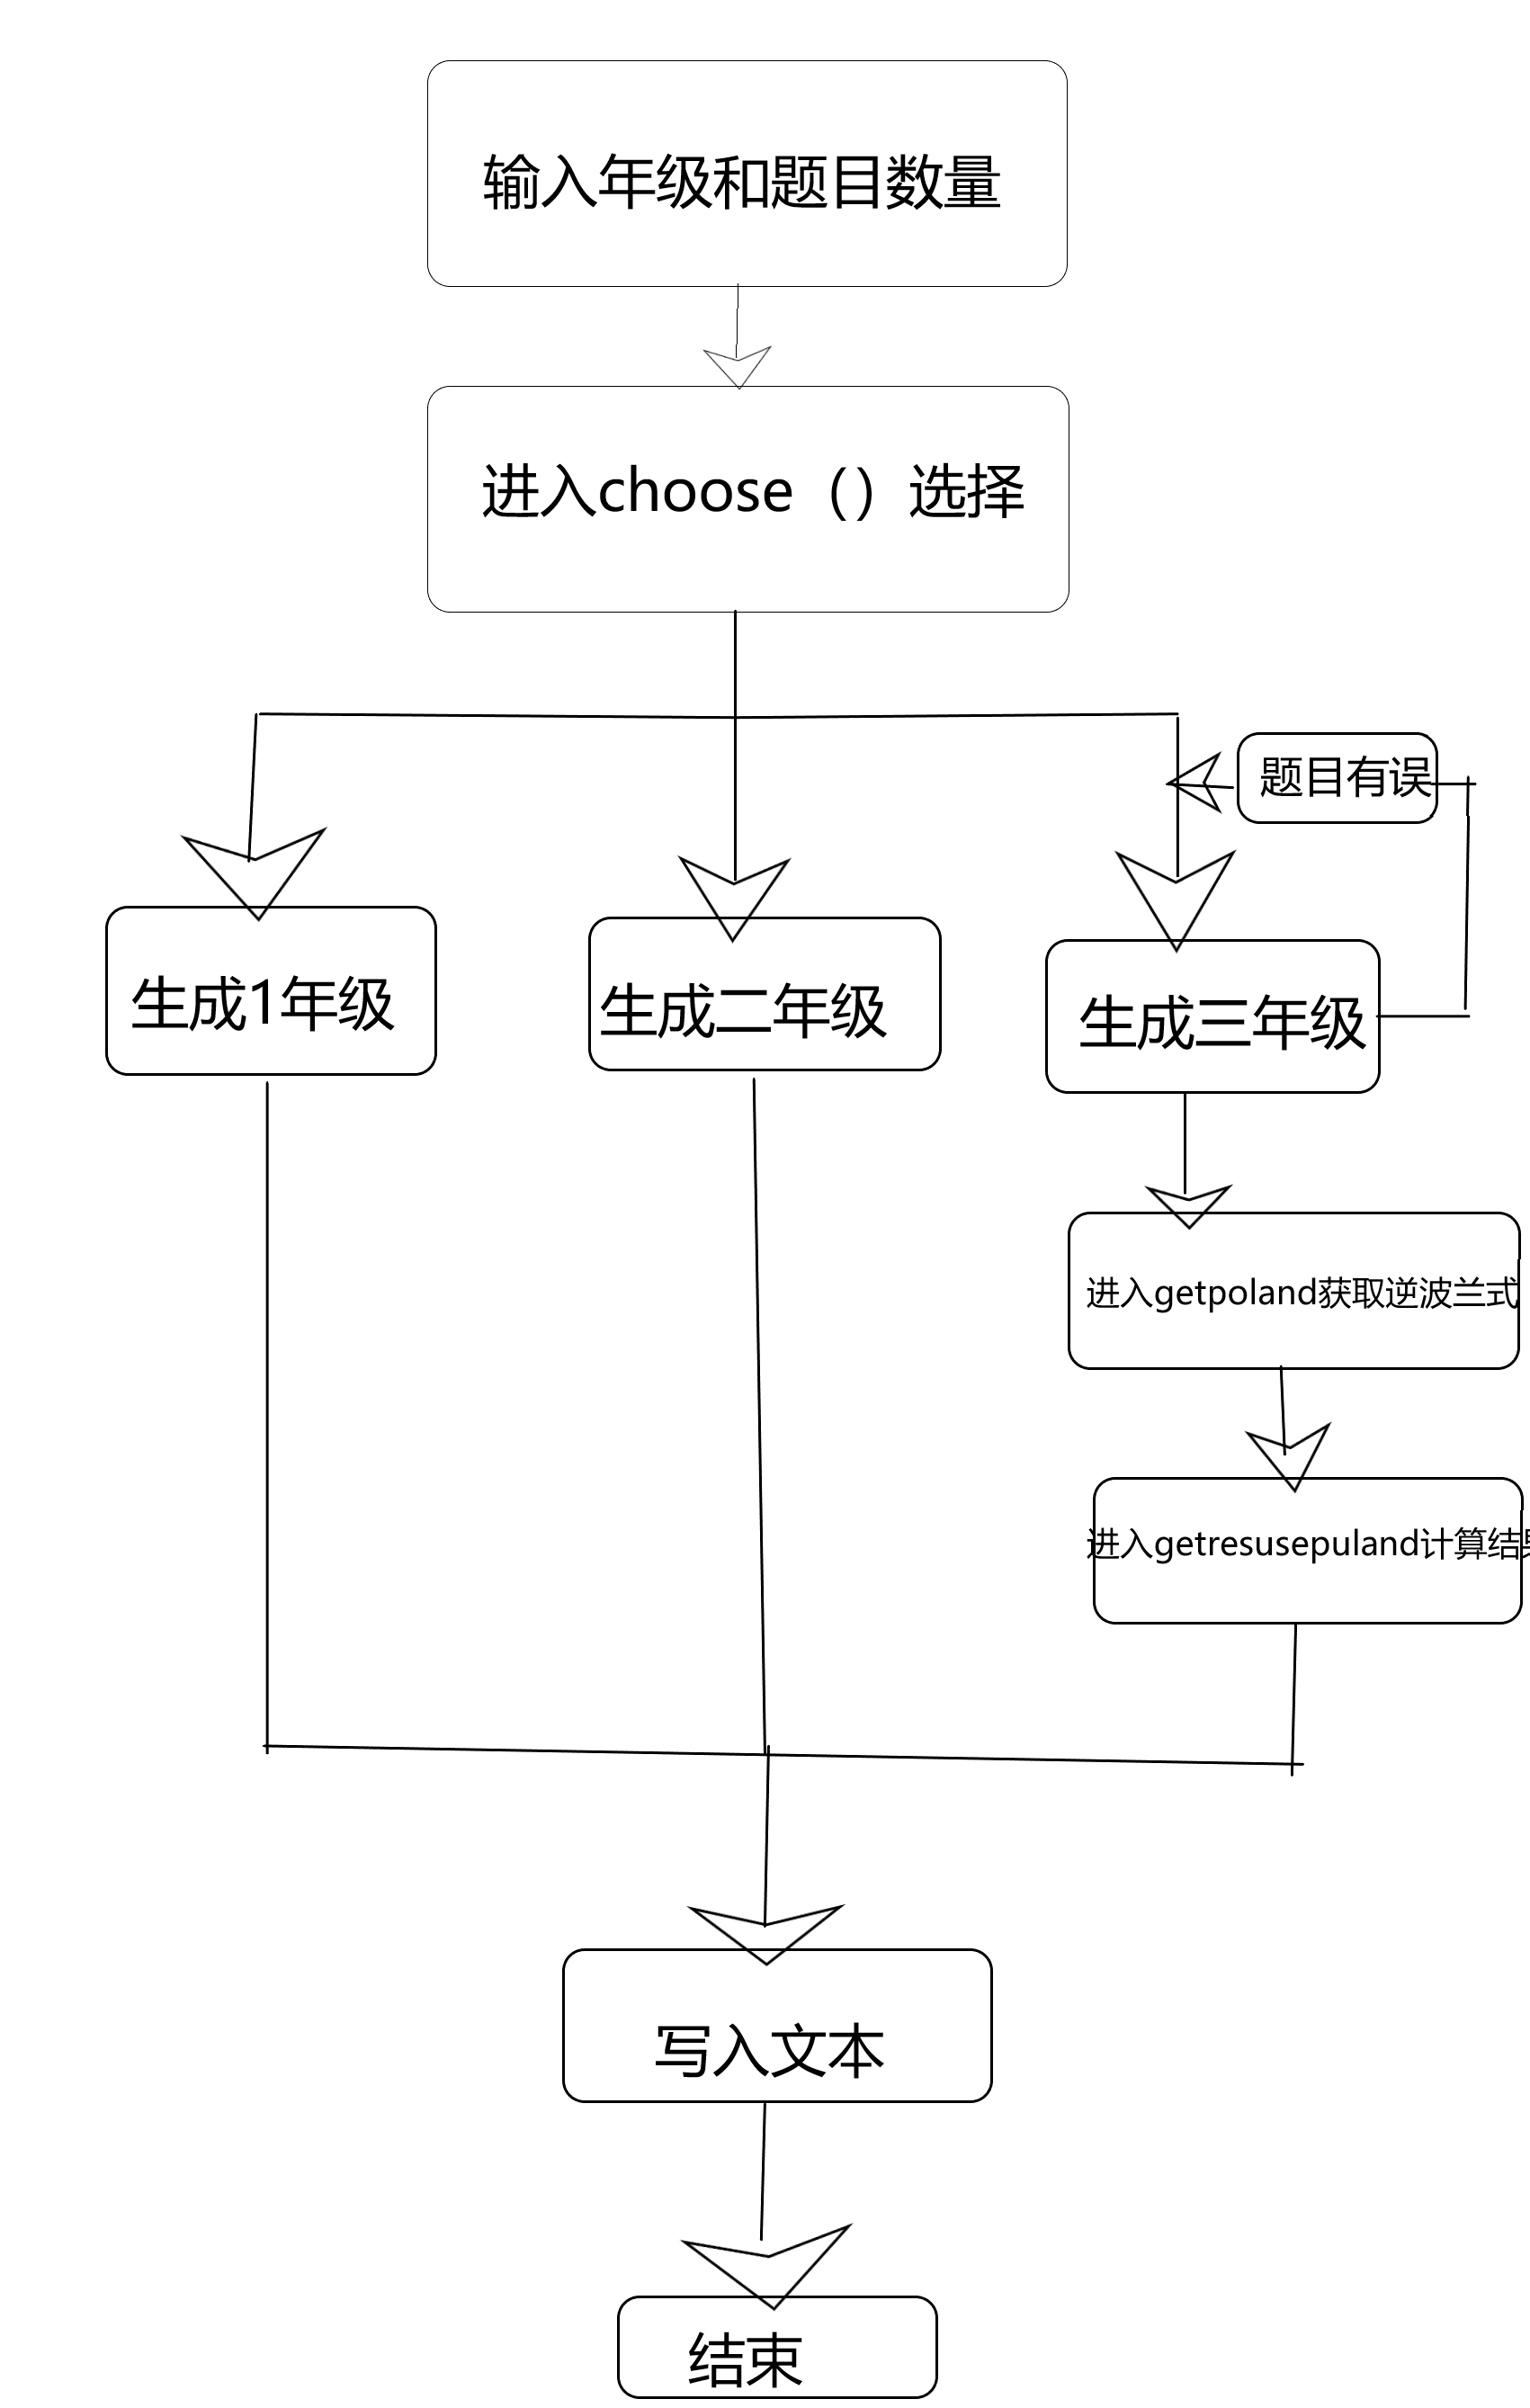 输入年级和题目数量
进入choose（）选择
题目有误
生成1年级
生成二年级
生成三年级
进入getpoland获取逆波兰式
进入getresusepuland计算结果
写入文本
结束